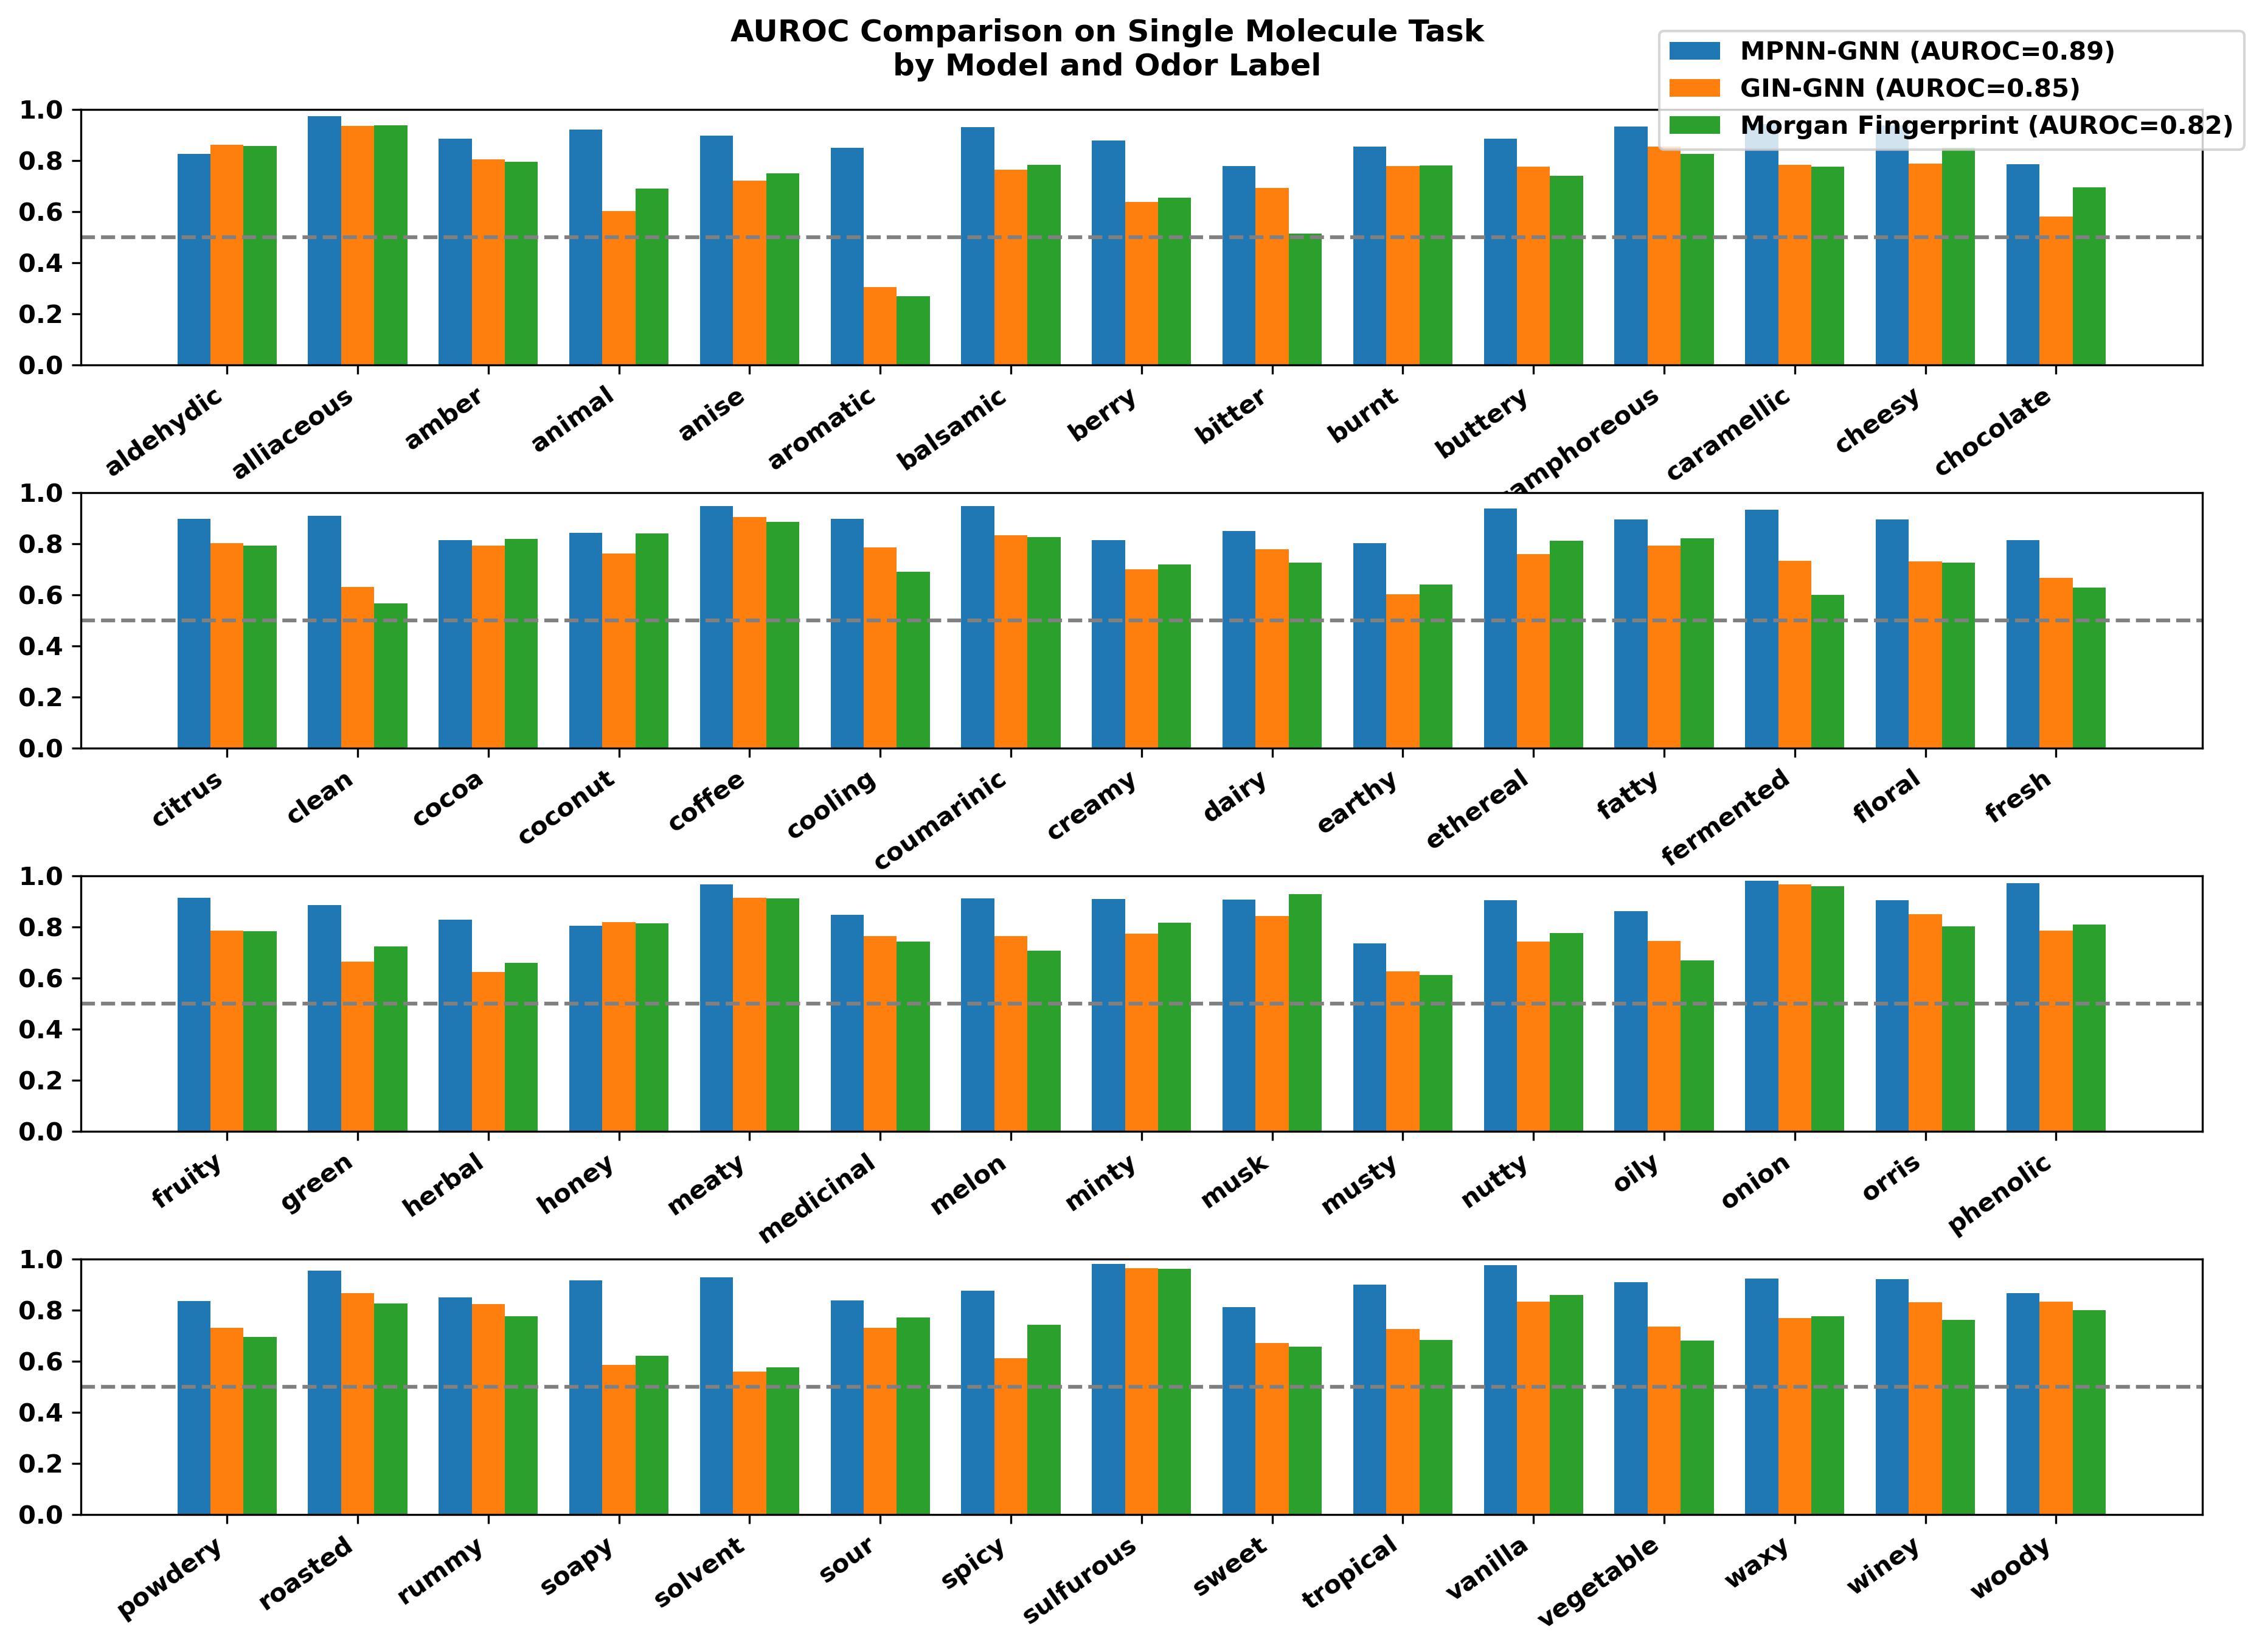 AUROC Comparison on Single Molecule Task
by Model and Odor Label
MPNN-GNN (AUROC=0.89)
GIN-GNN (AUROC=0.85)
Morgan Fingerprint (AUROC=0.82)
1.0
0.8
0.6
0.4
0.2
0.0
aldehydic
alliaceous
amber
animal
anise
aromatic
balsamic
berry
bitter
burnt
buttery
amphoreous
caramellic
cheesy
chocolate
1.0
0.8
0.6
0.4
0.2
0.0
citrus
clean
cocoa
coconut
coffee
cooling
coumarinic
creamy
dairy
earthy
ethereal
fatty
fermented
floral
fresh
1.0
0.8
0.6
0.4
0.2
0.0
fruity
green
herbal
honey
meaty
medicinal
melon
minty
musk
musty
nutty
oily
onion
orris
phenolic
1.0
0.8
0.6
0.4
0.2
0.0
powdery
roasted
rummy
soapy
solvent
sour
spicy
sulfurous
sweet
tropical
vanilla
vegetable
waxy
winey
woody